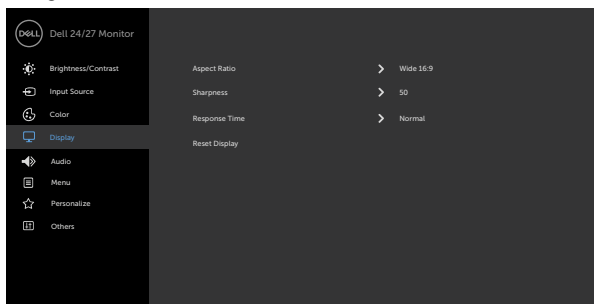 DELL Dell 24/27 Monitor
Brightness/Contrast
Input Source
Color
Display
Audio
Menu
Personalize
Others
Aspect Ratio Wide 16:9
Sharpness 50
Response Time Normal
Reset Display